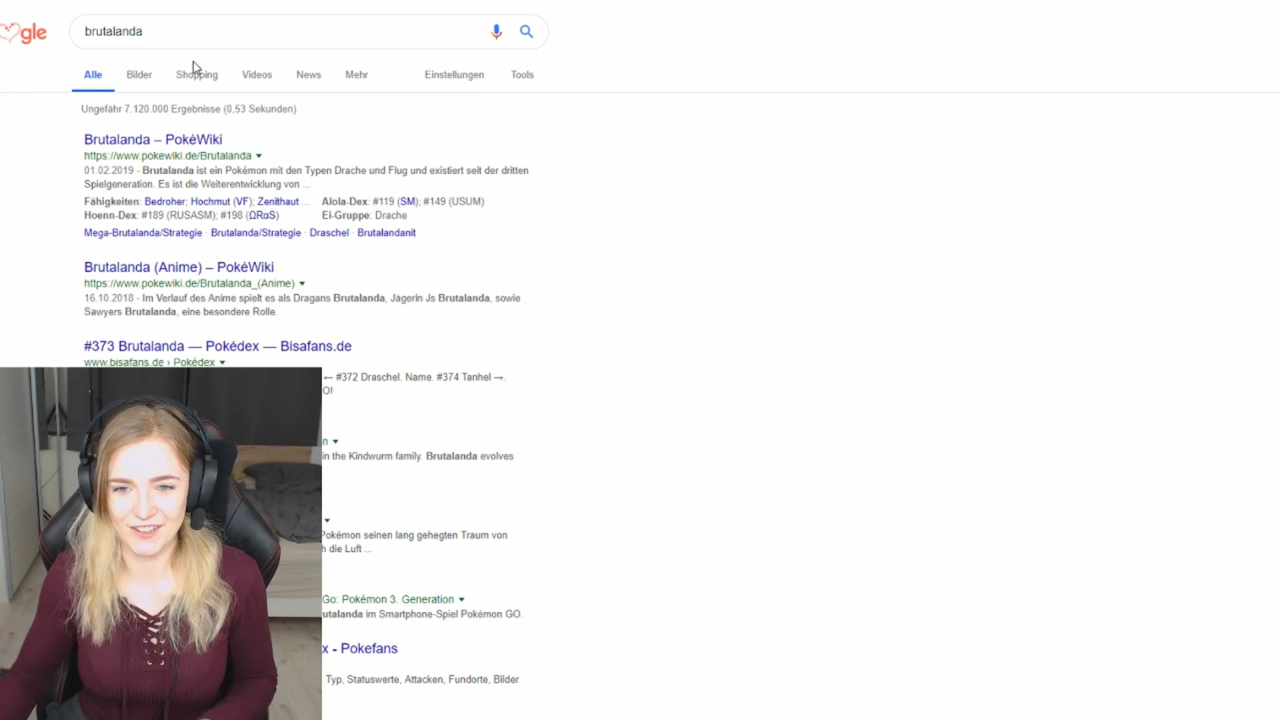 gle
brutalanda
Alle Bilder Shopping Videos News Mehr Einstellungen Tools
Ungefähr 7.120.000 Ergebnisse (0,53 Sekunden)
Brutalanda – PokéWiki
https://www.pokewiki.de/Brutalanda
01.02.2019 - Brutalanda ist ein Pokémon mit den Typen Drache und Flug und existiert seit der dritten
Spielgeneration. Es ist die Weiterentwicklung von ...
Fähigkeiten: Bedroher; Hochmut (VF); Zenithaut ... Alola-Dex: #119 (SM); #149 (USUM)
Hoenn-Dex: #189 (RUSASM); #198 (ΩRαS) Ei-Gruppe: Drache
Mega-Brutalanda/Strategie · Brutalanda/Strategie · Draschel · Brutalandanit
Brutalanda (Anime) – PokéWiki
https://www.pokewiki.de/Brutalanda_(Anime)
16.10.2018 - Im Verlauf des Anime spielt es als Dragans Brutalanda, Jägerin Js Brutalanda, sowie
Sawyers Brutalanda, eine besondere Rolle.
#373 Brutalanda — Pokédex — Bisafans.de
www.bisafans.de › Pokédex
← #372 Draschel. Name. #374 Tanhel →.
O!
n
in the Kindwurm family. Brutalanda evolves
Pokémon seinen lang gehegten Traum von
h die Luft ...
Go: Pokémon 3. Generation
utalanda im Smartphone-Spiel Pokémon GO.
x - Pokefans
Typ, Statuswerte, Attacken, Fundorte, Bilder